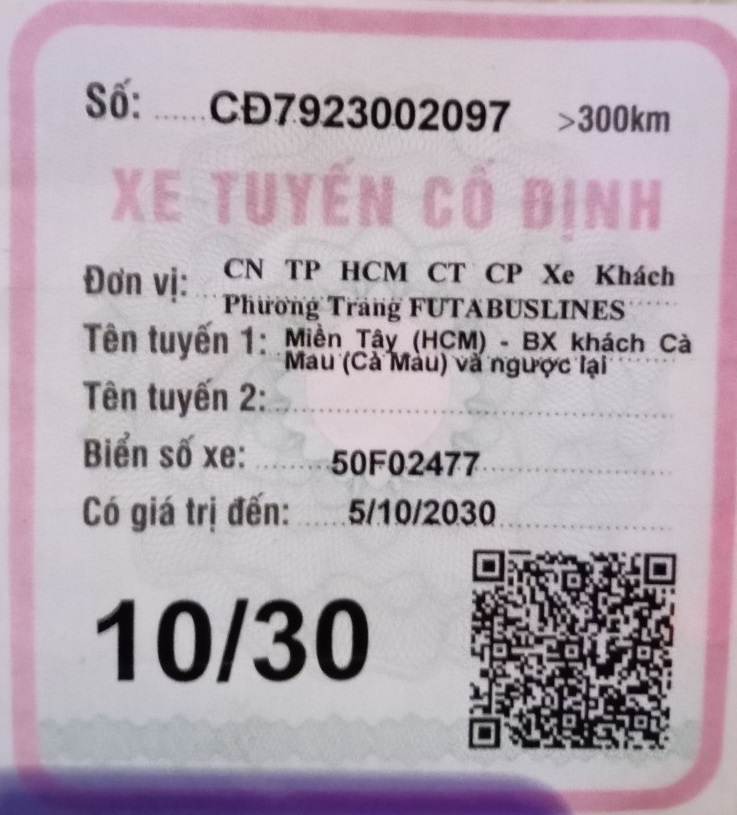 Số: CĐ7923002097 >300km
XE TUYẾN CỐ ĐỊNH
Đơn vị: CN TP HCM CT CP Xe Khách
Phương Trang FUTABUSLINES
Tên tuyến 1: Miền Tây (HCM) - BX khách Cà
Mau (Cà Mau) và ngược lại
Tên tuyến 2:
Biển số xe: 50F02477
Có giá trị đến: 5/10/2030
10/30